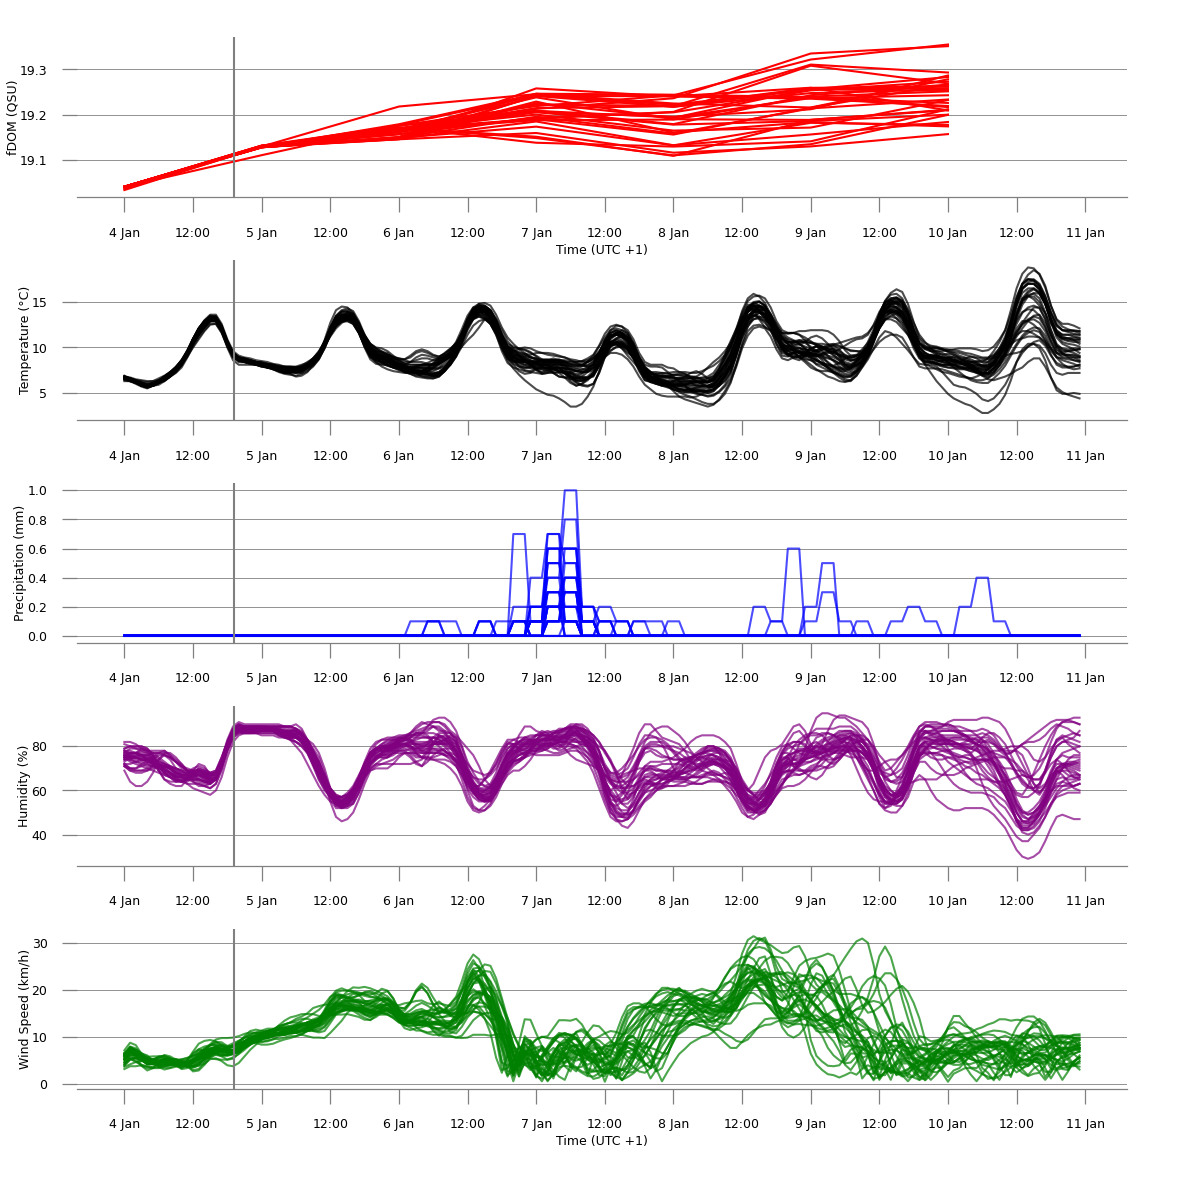 fDOM (QSU)
19.3
19.2
19.1
4 Jan 12:00 5 Jan 12:00 6 Jan 12:00 7 Jan 12:00 8 Jan 12:00 9 Jan 12:00 10 Jan 12:00 11 Jan
Time (UTC +1)
Temperature (°C)
15
10
5
4 Jan 12:00 5 Jan 12:00 6 Jan 12:00 7 Jan 12:00 8 Jan 12:00 9 Jan 12:00 10 Jan 12:00 11 Jan
Precipitation (mm)
1.0
0.8
0.6
0.4
0.2
0.0
4 Jan 12:00 5 Jan 12:00 6 Jan 12:00 7 Jan 12:00 8 Jan 12:00 9 Jan 12:00 10 Jan 12:00 11 Jan
Humidity (%)
80
60
40
4 Jan 12:00 5 Jan 12:00 6 Jan 12:00 7 Jan 12:00 8 Jan 12:00 9 Jan 12:00 10 Jan 12:00 11 Jan
Wind Speed (km/h)
30
20
10
0
4 Jan 12:00 5 Jan 12:00 6 Jan 12:00 7 Jan 12:00 8 Jan 12:00 9 Jan 12:00 10 Jan 12:00 11 Jan
Time (UTC +1)